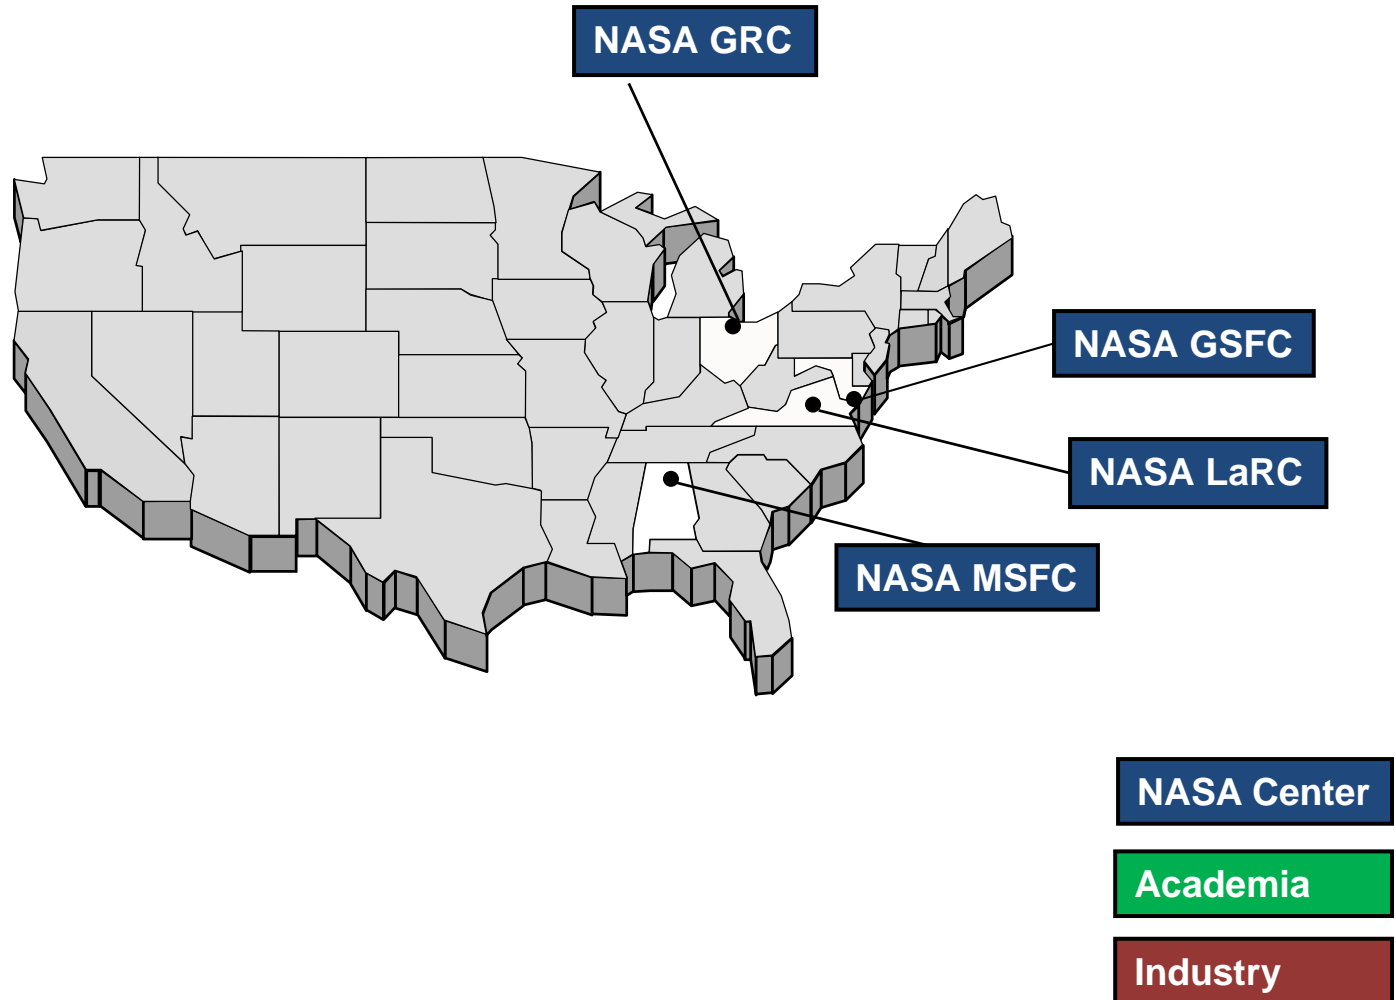 NASA GRC
NASA GSFC
NASA LaRC
NASA MSFC
NASA Center
Academia
Industry